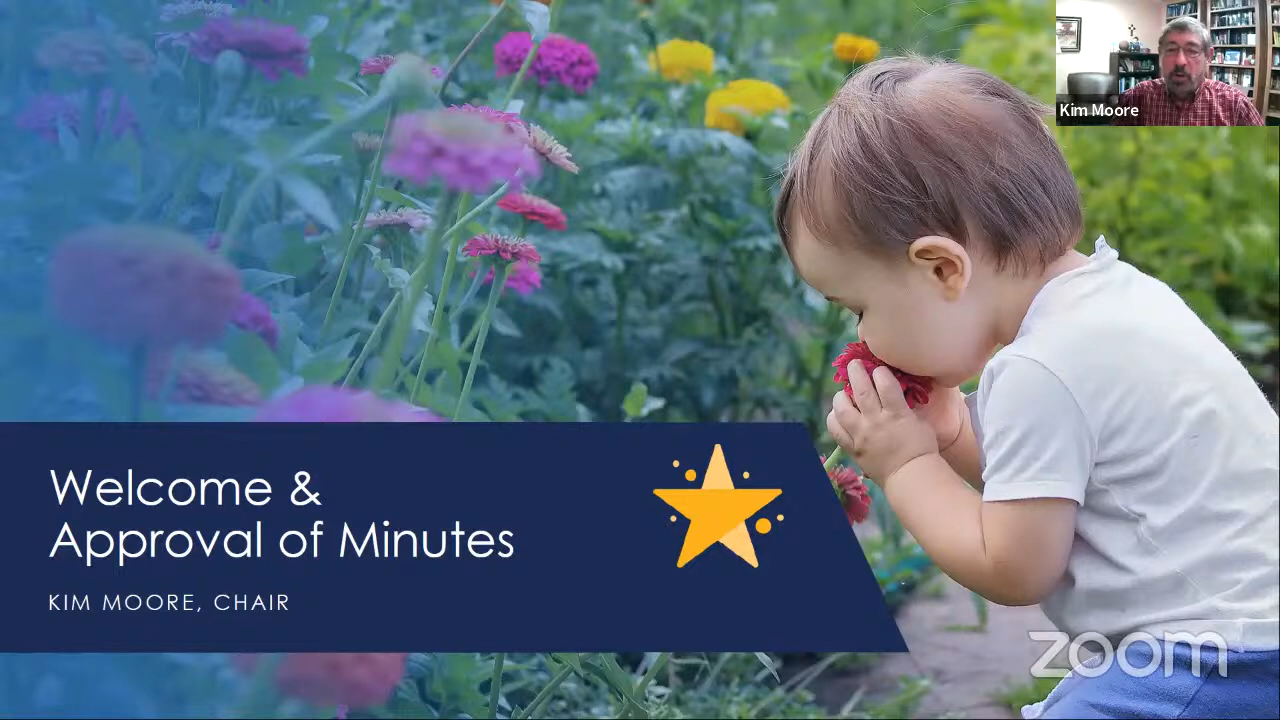 Kim Moore
Welcome &
Approval of Minutes
KIM MOORE, CHAIR
zoom